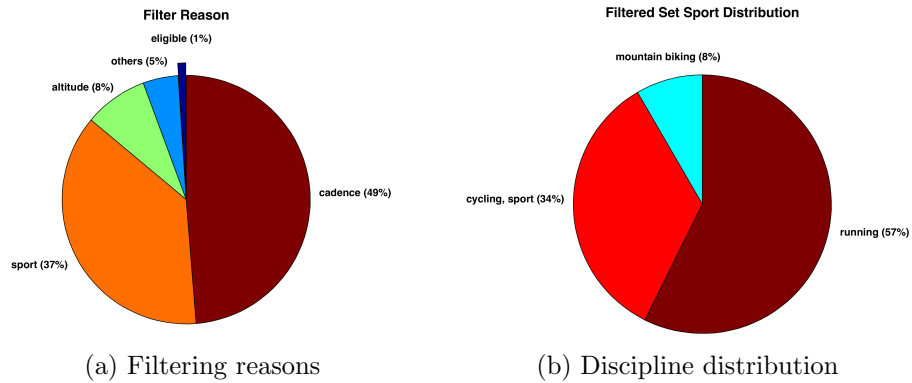 Filter Reason
eligible (1%)
others (5%)
altitude (8%)
cadence (49%)
sport (37%)
(a) Filtering reasons
Filtered Set Sport Distribution
mountain biking (8%)
cycling, sport (34%)
running (57%)
(b) Discipline distribution